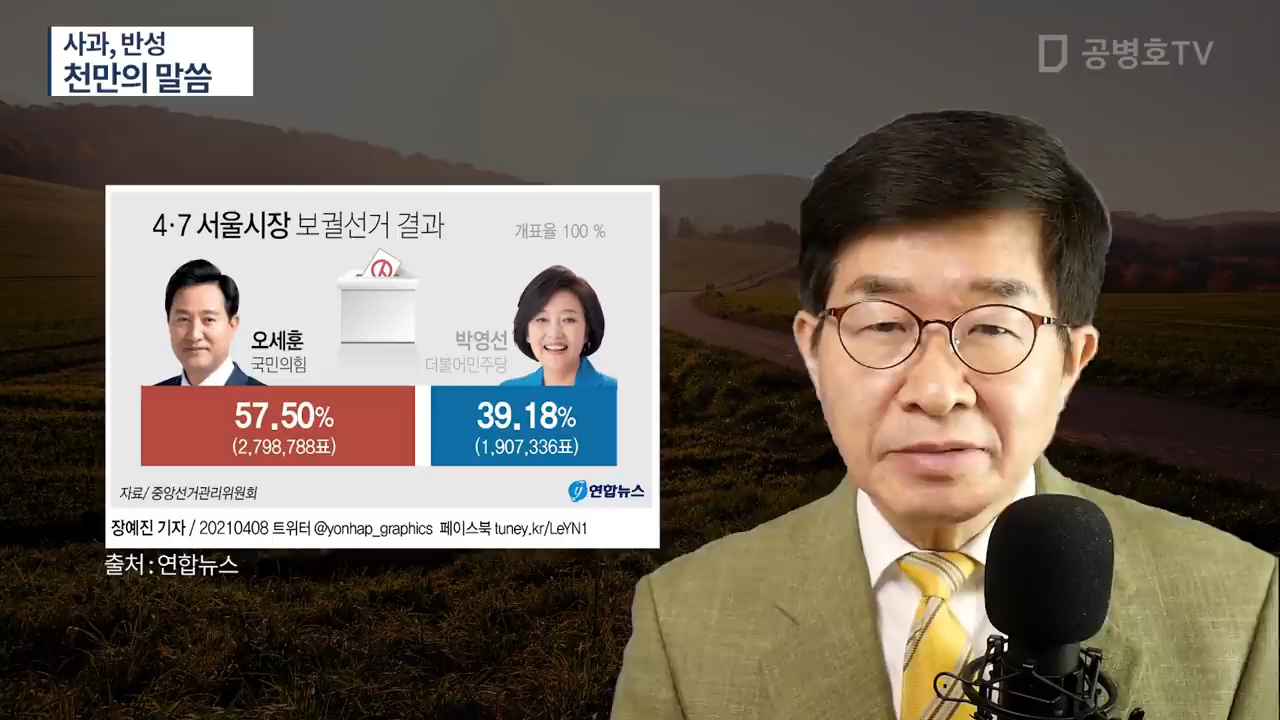 사과, 반성
천만의 말씀
공병호TV
4·7 서울시장 보궐선거 결과
개표율 100 %
오세훈
국민의힘
박영선
더불어민주당
57.50%
(2,798,788표)
39.18%
(1,907,336표)
자료/ 중앙선거관리위원회
연합뉴스
장예진 기자 / 20210408 트위터 @yonhap_graphics 페이스북 tuney.kr/LeYN1
출처 : 연합뉴스